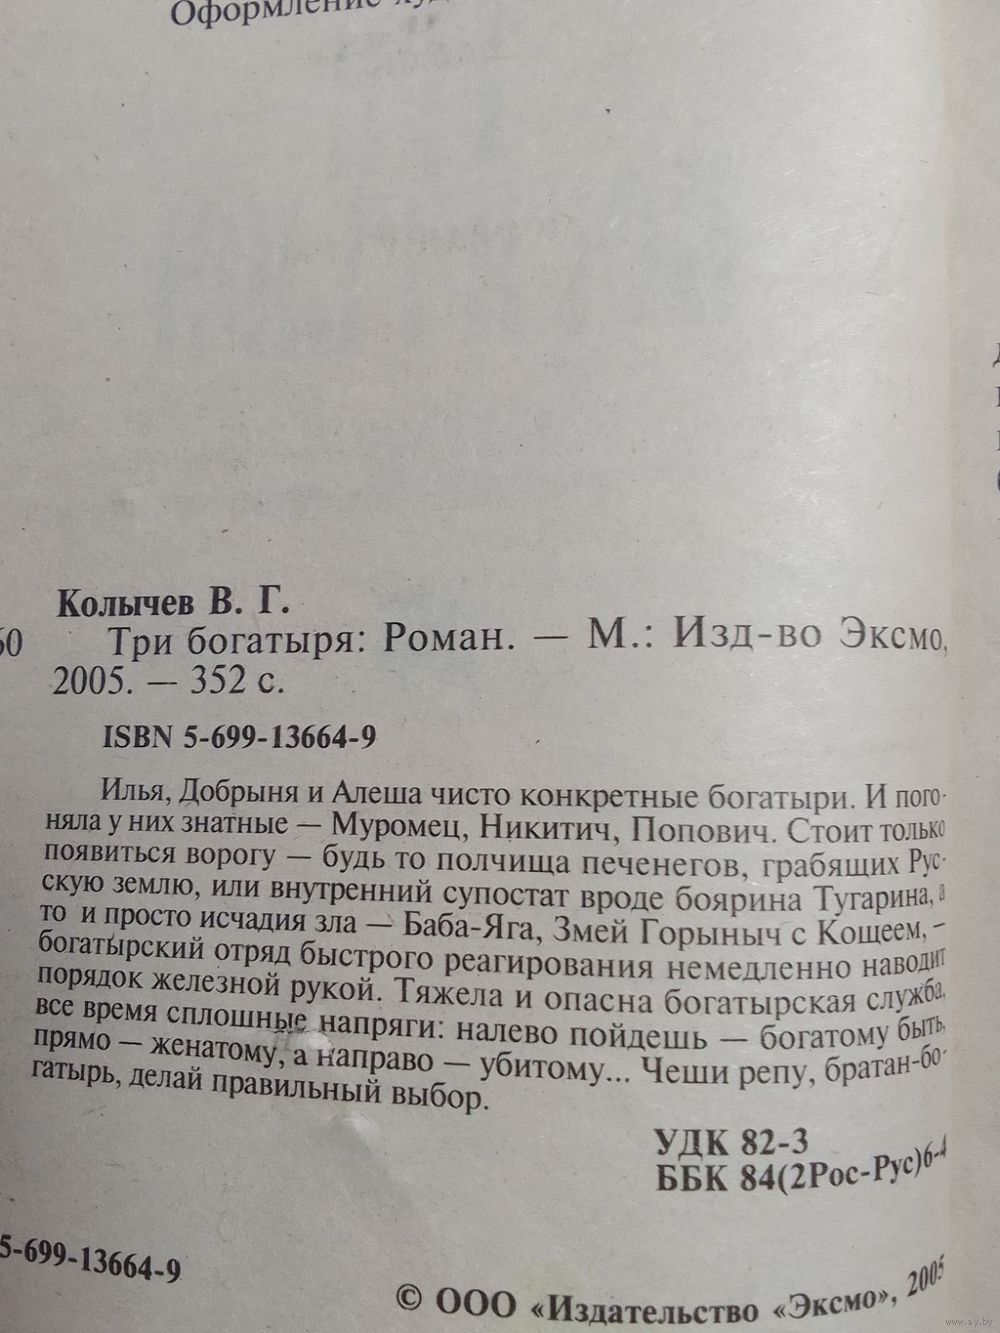 Оформление
Колычев В. Г.
60 Три богатыря: Роман. — М.: Изд-во Эксмо,
2005. — 352 с.
ISBN 5-699-13664-9
Илья, Добрыня и Алеша чисто конкретные богатыри. И пого-
няла у них знатные — Муромец, Никитич, Попович. Стоит только
появиться ворогу — будь то полчища печенегов, грабящих Рус-
скую землю, или внутренний супостат вроде боярина Тугарина, а
то и просто исчадия зла — Баба-Яга, Змей Горыныч с Кощеем, —
богатырский отряд быстрого реагирования немедленно наводит
порядок железной рукой. Тяжела и опасна богатырская служба,
все время сплошные напряги: налево пойдешь — богатому быть,
прямо — женатому, а направо — убитому... Чеши репу, братан-бо-
гатырь, делай правильный выбор.
УДК 82-3
ББК 84(2Рос-Рус)6-4
5-699-13664-9
© ООО «Издательство «Эксмо», 2005
www.ay.by